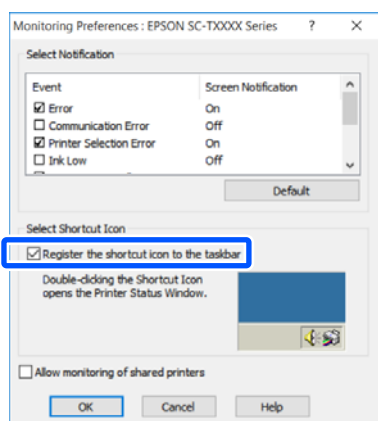 Monitoring Preferences : EPSON SC-TXXXX Series ? ×
Select Notification
Event Screen Notification
Error On
Communication Error Off
Printer Selection Error On
Ink Low Off
Default
Select Shortcut Icon
Register the shortcut icon to the taskbar
Double-clicking the Shortcut Icon
opens the Printer Status Window.
Allow monitoring of shared printers
OK Cancel Help